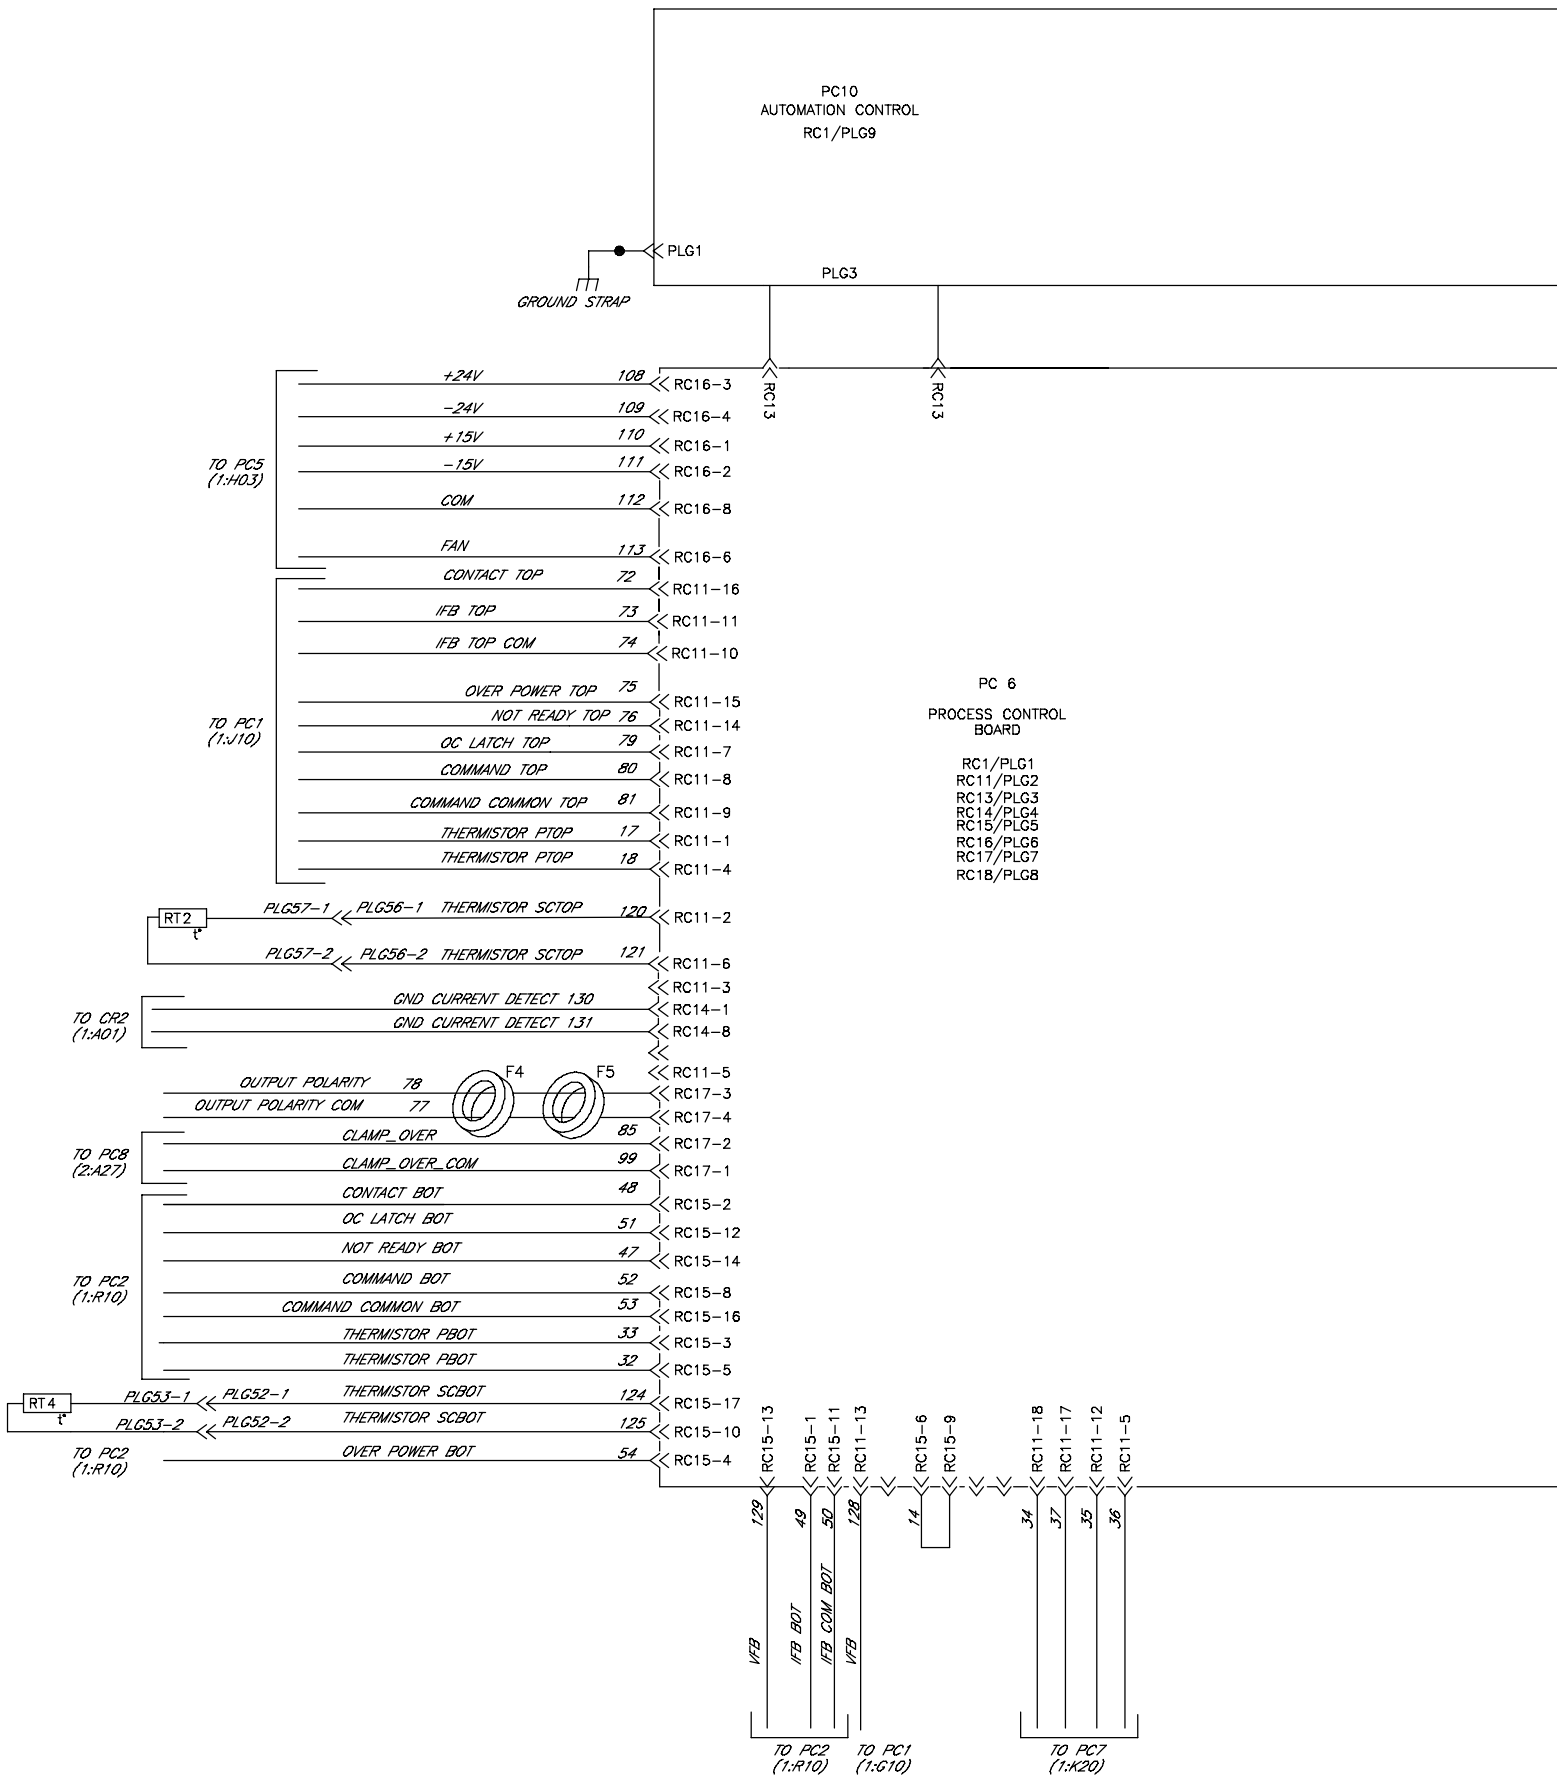 PC10
AUTOMATION CONTROL
RC1/PLG9
PLG1
PLG3
GROUND STRAP
RC13
RC13
TO PC5
(1:H03)
+24V 108 RC16-3
-24V 109 RC16-4
+15V 110 RC16-1
-15V 111 RC16-2
COM 112 RC16-8
FAN 113 RC16-6
TO PC1
(1:J10)
CONTACT TOP 72 RC11-16
IFB TOP 73 RC11-11
IFB TOP COM 74 RC11-10
OVER POWER TOP 75 RC11-15
NOT READY TOP 76 RC11-14
OC LATCH TOP 79 RC11-7
COMMAND TOP 80 RC11-8
COMMAND COMMON TOP 81 RC11-9
THERMISTOR PTOP 17 RC11-1
THERMISTOR PTOP 18 RC11-4
PC 6
PROCESS CONTROL
BOARD
RC1/PLG1
RC11/PLG2
RC13/PLG3
RC14/PLG4
RC15/PLG5
RC16/PLG6
RC17/PLG7
RC18/PLG8
RT2
t°
PLG57-1 PLG56-1 THERMISTOR SCTOP 120 RC11-2
PLG57-2 PLG56-2 THERMISTOR SCTOP 121 RC11-6
RC11-3
TO CR2
(1:A01)
GND CURRENT DETECT 130 RC14-1
GND CURRENT DETECT 131 RC14-8
RC11-5
F4 F5
OUTPUT POLARITY 78 RC17-3
OUTPUT POLARITY COM 77 RC17-4
TO PC8
(2:A27)
CLAMP_OVER 85 RC17-2
CLAMP_OVER_COM 99 RC17-1
TO PC2
(1:R10)
CONTACT BOT 48 RC15-2
OC LATCH BOT 51 RC15-12
NOT READY BOT 47 RC15-14
COMMAND BOT 52 RC15-8
COMMAND COMMON BOT 53 RC15-16
THERMISTOR PBOT 33 RC15-3
THERMISTOR PBOT 32 RC15-5
RT4
t°
PLG53-1 PLG52-1 THERMISTOR SCBOT 124 RC15-17
PLG53-2 PLG52-2 THERMISTOR SCBOT 125 RC15-10
TO PC2
(1:R10)
OVER POWER BOT 54 RC15-4
RC15-13
RC15-1
RC15-11
RC11-13
RC15-6
RC15-9
RC11-18
RC11-17
RC11-12
RC11-5
129
49
50
128
14
34
37
35
36
VFB
IFB BOT
IFB COM BOT
VFB
TO PC2
(1:R10)
TO PC1
(1:G10)
TO PC7
(1:K20)